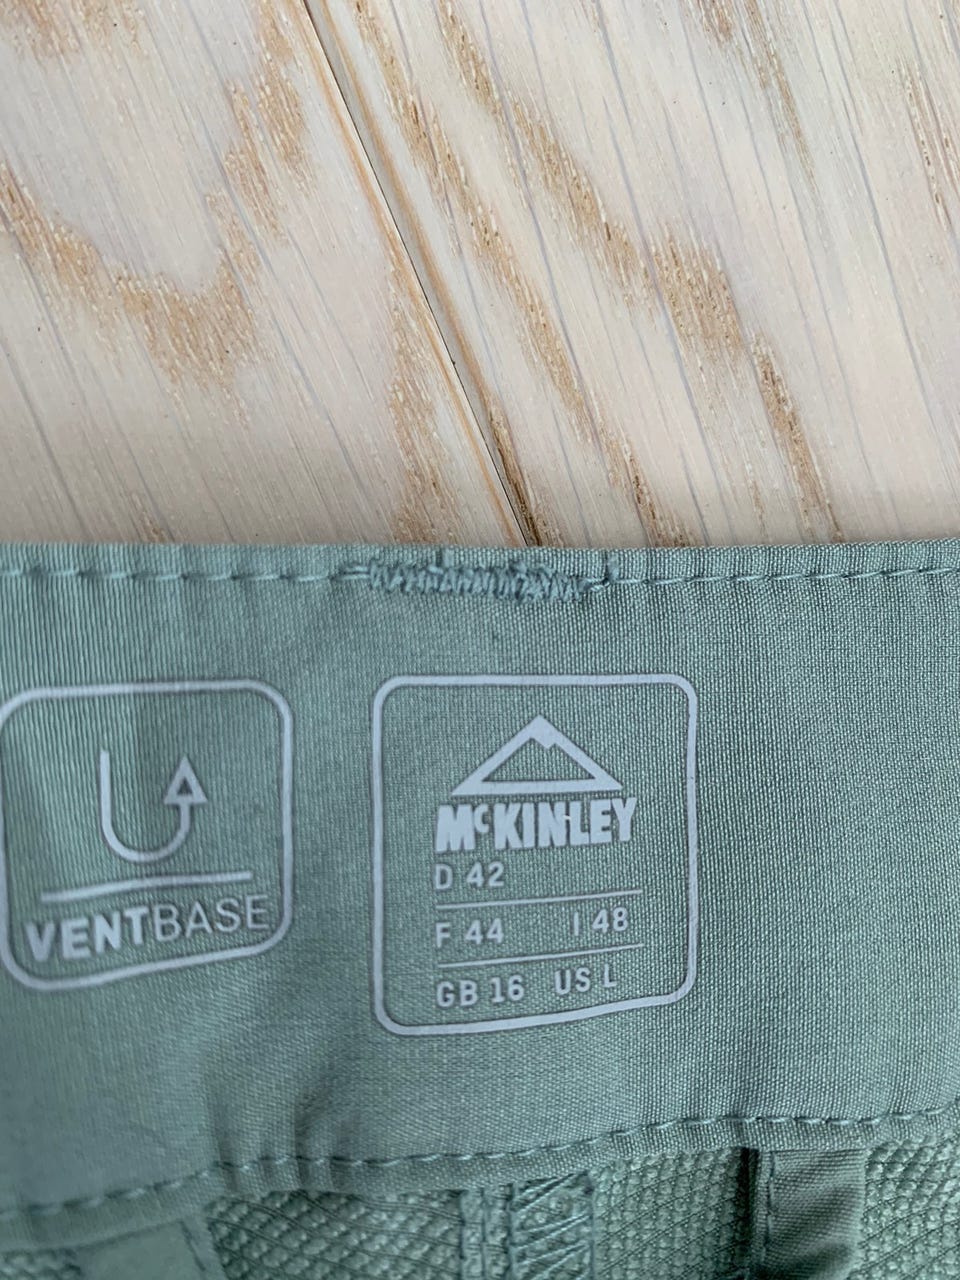 VENTBASE
McKINLEY
D 42
F 44 I 48
GB 16 US L